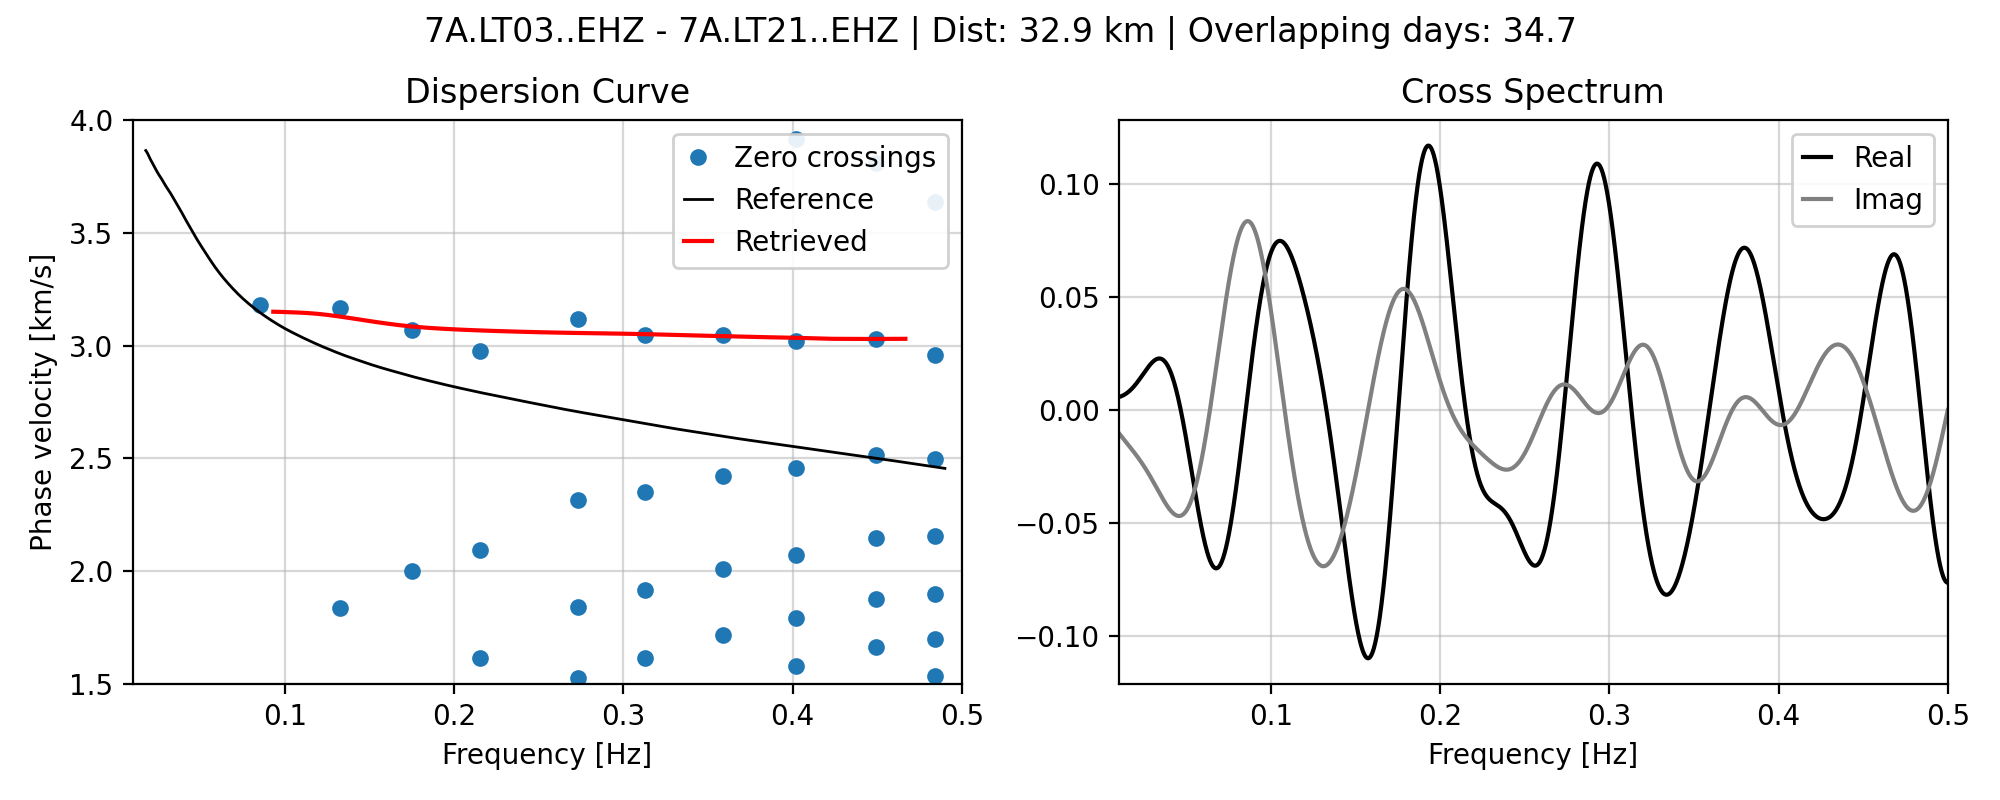 7A.LT03..EHZ - 7A.LT21..EHZ | Dist: 32.9 km | Overlapping days: 34.7
Dispersion Curve
4.0
3.5
3.0
2.5
2.0
1.5
Phase velocity [km/s]
Zero crossings
Reference
Retrieved
0.1 0.2 0.3 0.4 0.5
Frequency [Hz]
Cross Spectrum
0.10
0.05
0.00
−0.05
−0.10
Real
Imag
0.1 0.2 0.3 0.4 0.5
Frequency [Hz]